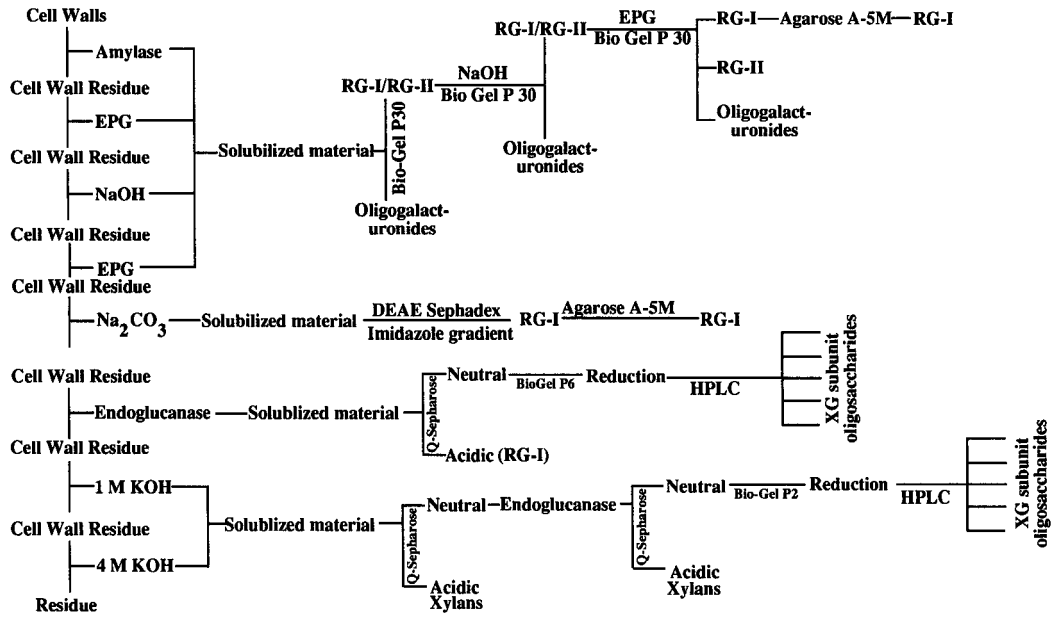 Cell Walls
Amylase
Cell Wall Residue
EPG
Cell Wall Residue
NaOH
Cell Wall Residue
EPG
Cell Wall Residue
Solubilized material
Bio-Gel P30
RG-I/RG-II
Oligogalact-
uronides
NaOH
Bio Gel P 30
RG-I/RG-II
Oligogalact-
uronides
EPG
Bio Gel P 30
RG-I
Agarose A-5M
RG-I
RG-II
Oligogalact-
uronides
Na2CO3
Solubilized material
DEAE Sephadex
Imidazole gradient
RG-I
Agarose A-5M
RG-I
Cell Wall Residue
Endoglucanase
Solublized material
Q-Sepharose
Neutral
BioGel P6
Reduction
HPLC
XG subunit
oligosaccharides
Acidic (RG-I)
Cell Wall Residue
1 M KOH
Cell Wall Residue
4 M KOH
Residue
Solublized material
Q-Sepharose
Neutral
Endoglucanase
Acidic
Xylans
Q-Sepharose
Neutral
Bio-Gel P2
Reduction
HPLC
XG subunit
oligosaccharides
Acidic
Xylans